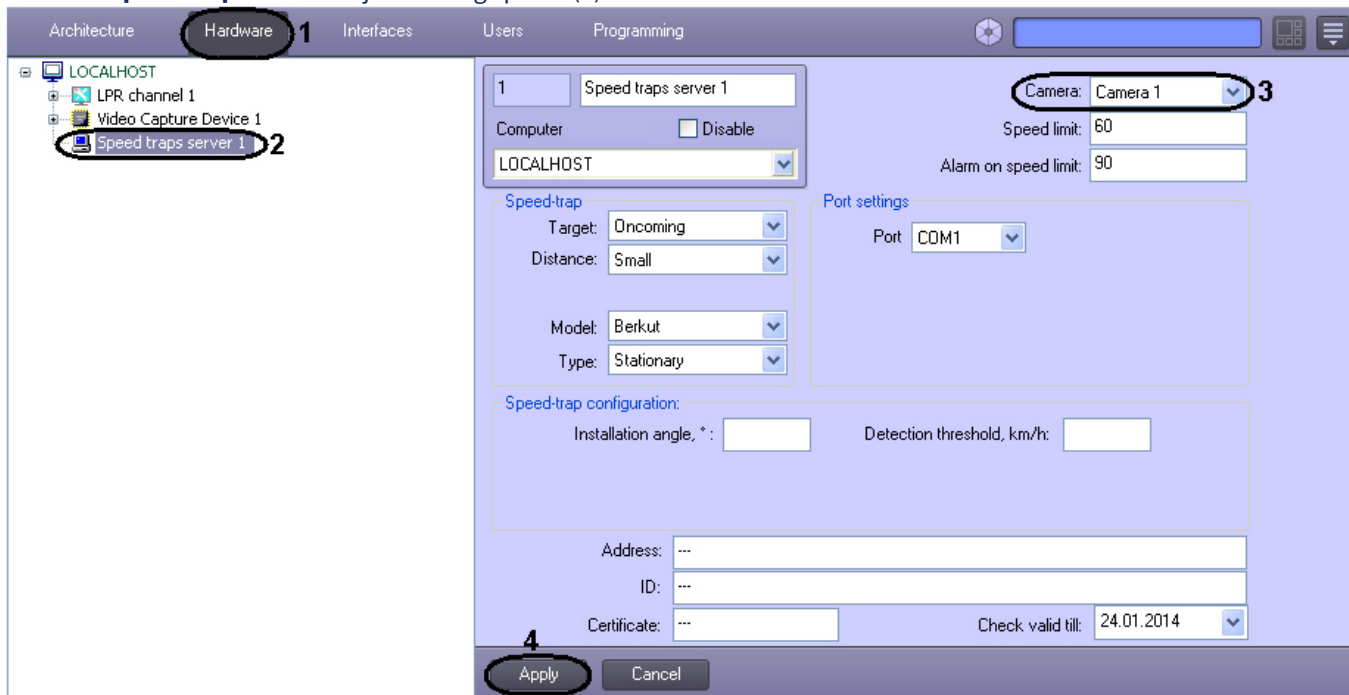 Architecture Hardware 1 Interfaces Users Programming
LOCALHOST
LPR channel 1
Video Capture Device 1
Speed traps server 1 2
1 Speed traps server 1
Computer Disable
LOCALHOST
Camera: Camera 1 3
Speed limit: 60
Alarm on speed limit: 90
Speed-trap
Target: Oncoming
Distance: Small
Model: Berkut
Type: Stationary
Port settings
Port COM1
Speed-trap configuration:
Installation angle, ° : Detection threshold, km/h:
Address: ---
ID: ---
Certificate: --- Check valid till: 24.01.2014
4
Apply Cancel